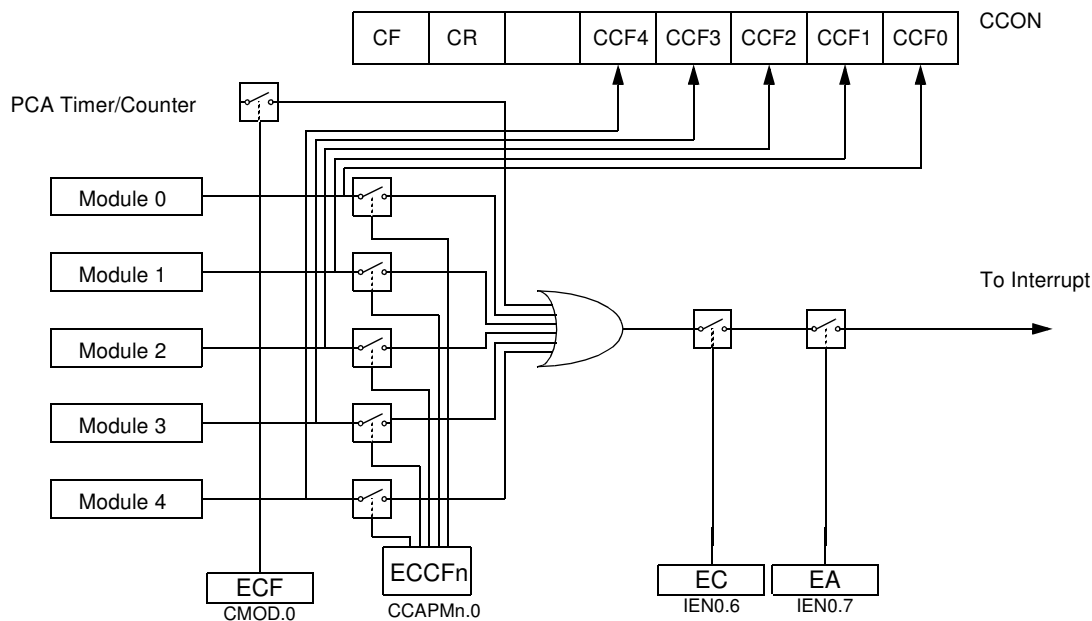 CF CR CCF4 CCF3 CCF2 CCF1 CCF0 CCON
PCA Timer/Counter
Module 0
Module 1
To Interrupt
Module 2
Module 3
Module 4
ECF ECCFn EC EA
CMOD.0 CCAPMn.0 IEN0.6 IEN0.7